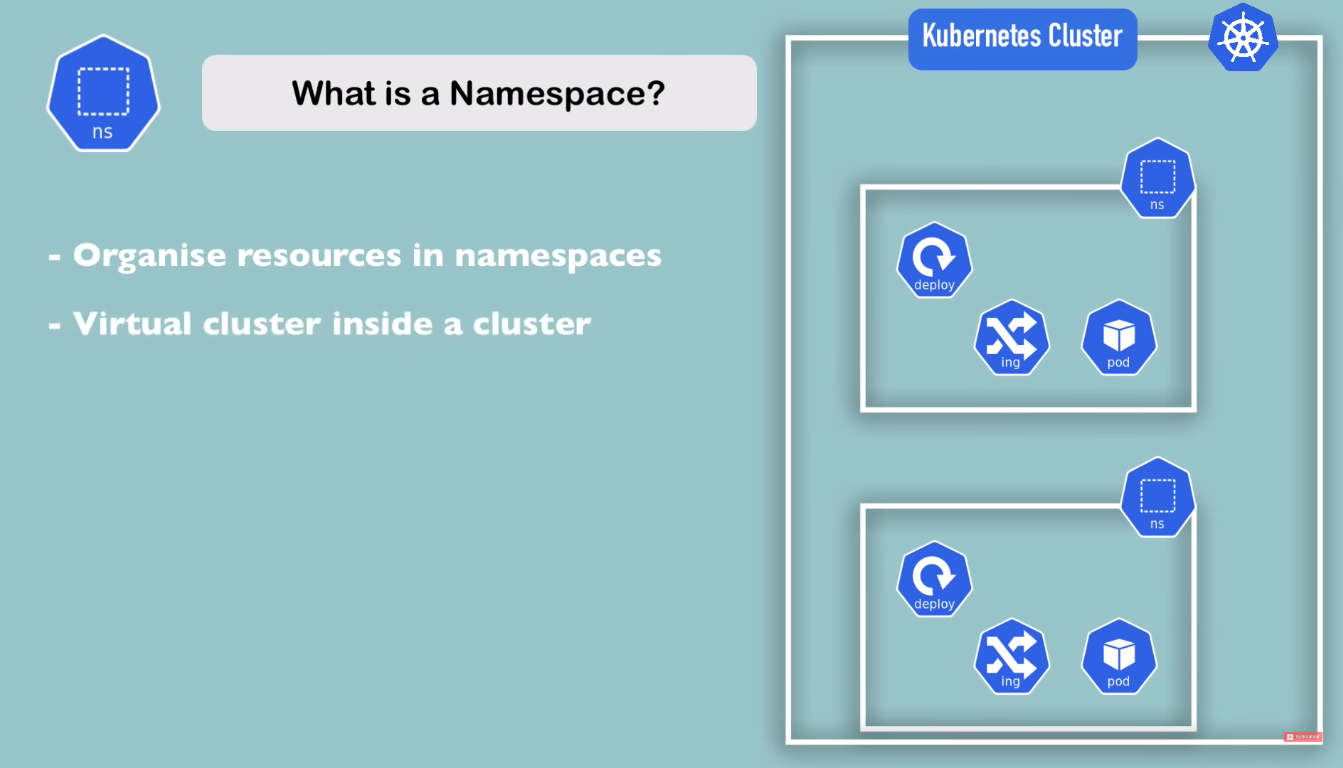 Kubernetes Cluster
ns
What is a Namespace?
- Organise resources in namespaces
- Virtual cluster inside a cluster
ns
deploy
ing
pod
ns
deploy
ing
pod